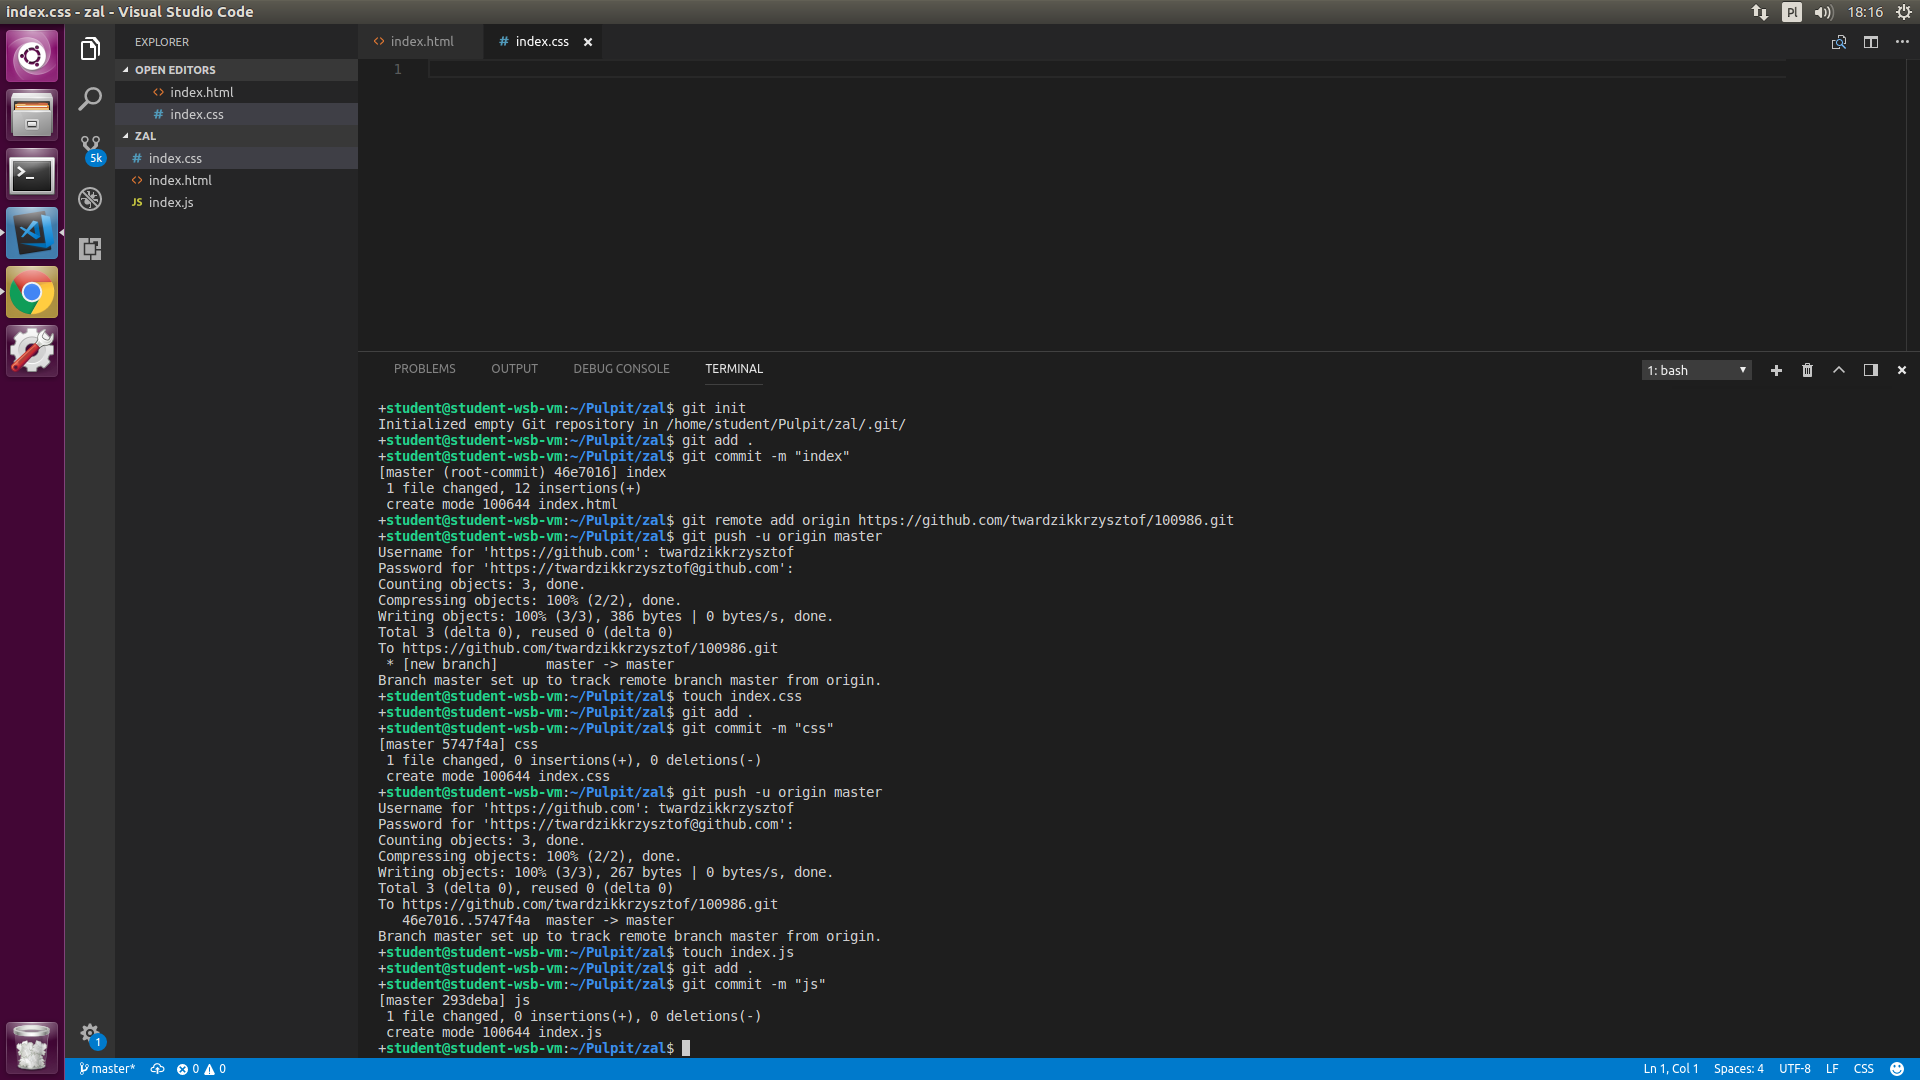 index.css - zal - Visual Studio Code
Pl
18:16
EXPLORER
index.html
index.css
OPEN EDITORS
index.html
index.css
ZAL
index.css
index.html
JS index.js
5k
1
PROBLEMS OUTPUT DEBUG CONSOLE TERMINAL
1: bash
+student@student-wsb-vm:~/Pulpit/zal$ git init
Initialized empty Git repository in /home/student/Pulpit/zal/.git/
+student@student-wsb-vm:~/Pulpit/zal$ git add .
+student@student-wsb-vm:~/Pulpit/zal$ git commit -m "index"
[master (root-commit) 46e7016] index
 1 file changed, 12 insertions(+)
 create mode 100644 index.html
+student@student-wsb-vm:~/Pulpit/zal$ git remote add origin https://github.com/twardzikkrzysztof/100986.git
+student@student-wsb-vm:~/Pulpit/zal$ git push -u origin master
Username for 'https://github.com': twardzikkrzysztof
Password for 'https://twardzikkrzysztof@github.com':
Counting objects: 3, done.
Compressing objects: 100% (2/2), done.
Writing objects: 100% (3/3), 386 bytes | 0 bytes/s, done.
Total 3 (delta 0), reused 0 (delta 0)
To https://github.com/twardzikkrzysztof/100986.git
 * [new branch]      master -> master
Branch master set up to track remote branch master from origin.
+student@student-wsb-vm:~/Pulpit/zal$ touch index.css
+student@student-wsb-vm:~/Pulpit/zal$ git add .
+student@student-wsb-vm:~/Pulpit/zal$ git commit -m "css"
[master 5747f4a] css
 1 file changed, 0 insertions(+), 0 deletions(-)
 create mode 100644 index.css
+student@student-wsb-vm:~/Pulpit/zal$ git push -u origin master
Username for 'https://github.com': twardzikkrzysztof
Password for 'https://twardzikkrzysztof@github.com':
Counting objects: 3, done.
Compressing objects: 100% (2/2), done.
Writing objects: 100% (3/3), 267 bytes | 0 bytes/s, done.
Total 3 (delta 0), reused 0 (delta 0)
To https://github.com/twardzikkrzysztof/100986.git
   46e7016..5747f4a  master -> master
Branch master set up to track remote branch master from origin.
+student@student-wsb-vm:~/Pulpit/zal$ touch index.js
+student@student-wsb-vm:~/Pulpit/zal$ git add .
+student@student-wsb-vm:~/Pulpit/zal$ git commit -m "js"
[master 293deba] js
 1 file changed, 0 insertions(+), 0 deletions(-)
 create mode 100644 index.js
+student@student-wsb-vm:~/Pulpit/zal$
1
master* 0 0 Ln 1, Col 1 Spaces: 4 UTF-8 LF CSS